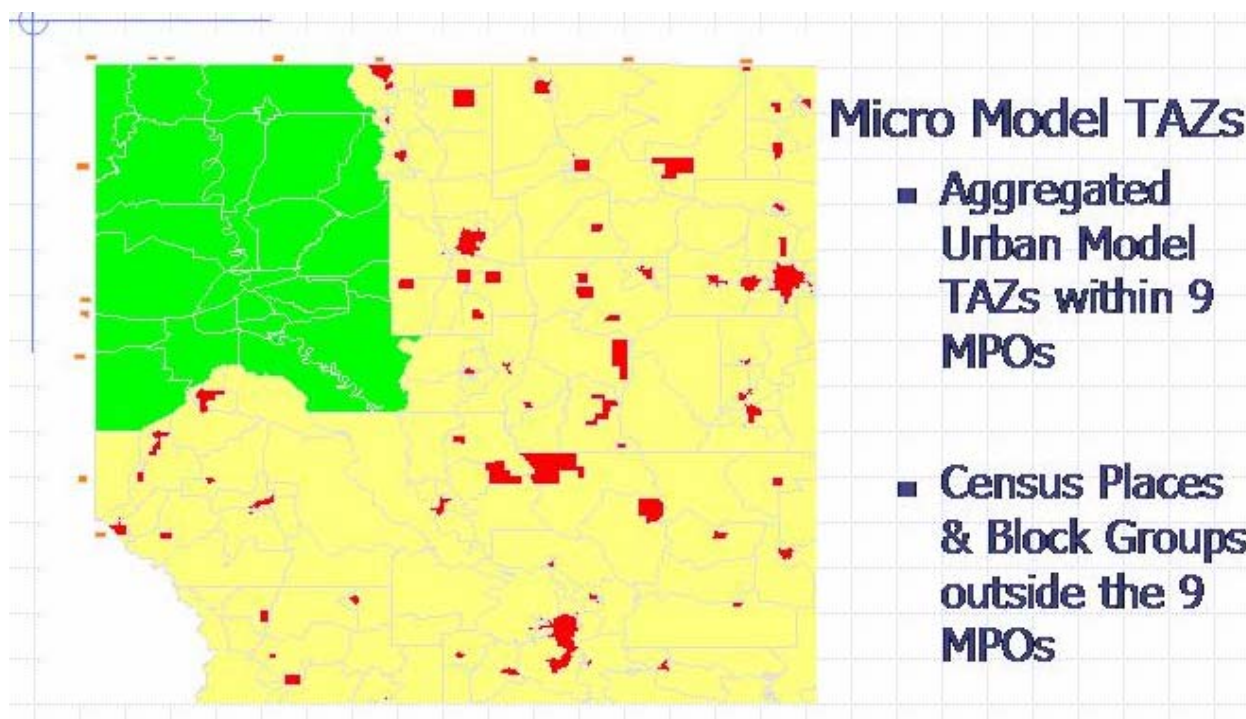 Micro Model TAZs
Aggregated
Urban Model
TAZs within 9
MPOs
Census Places
& Block Groups
outside the 9
MPOs